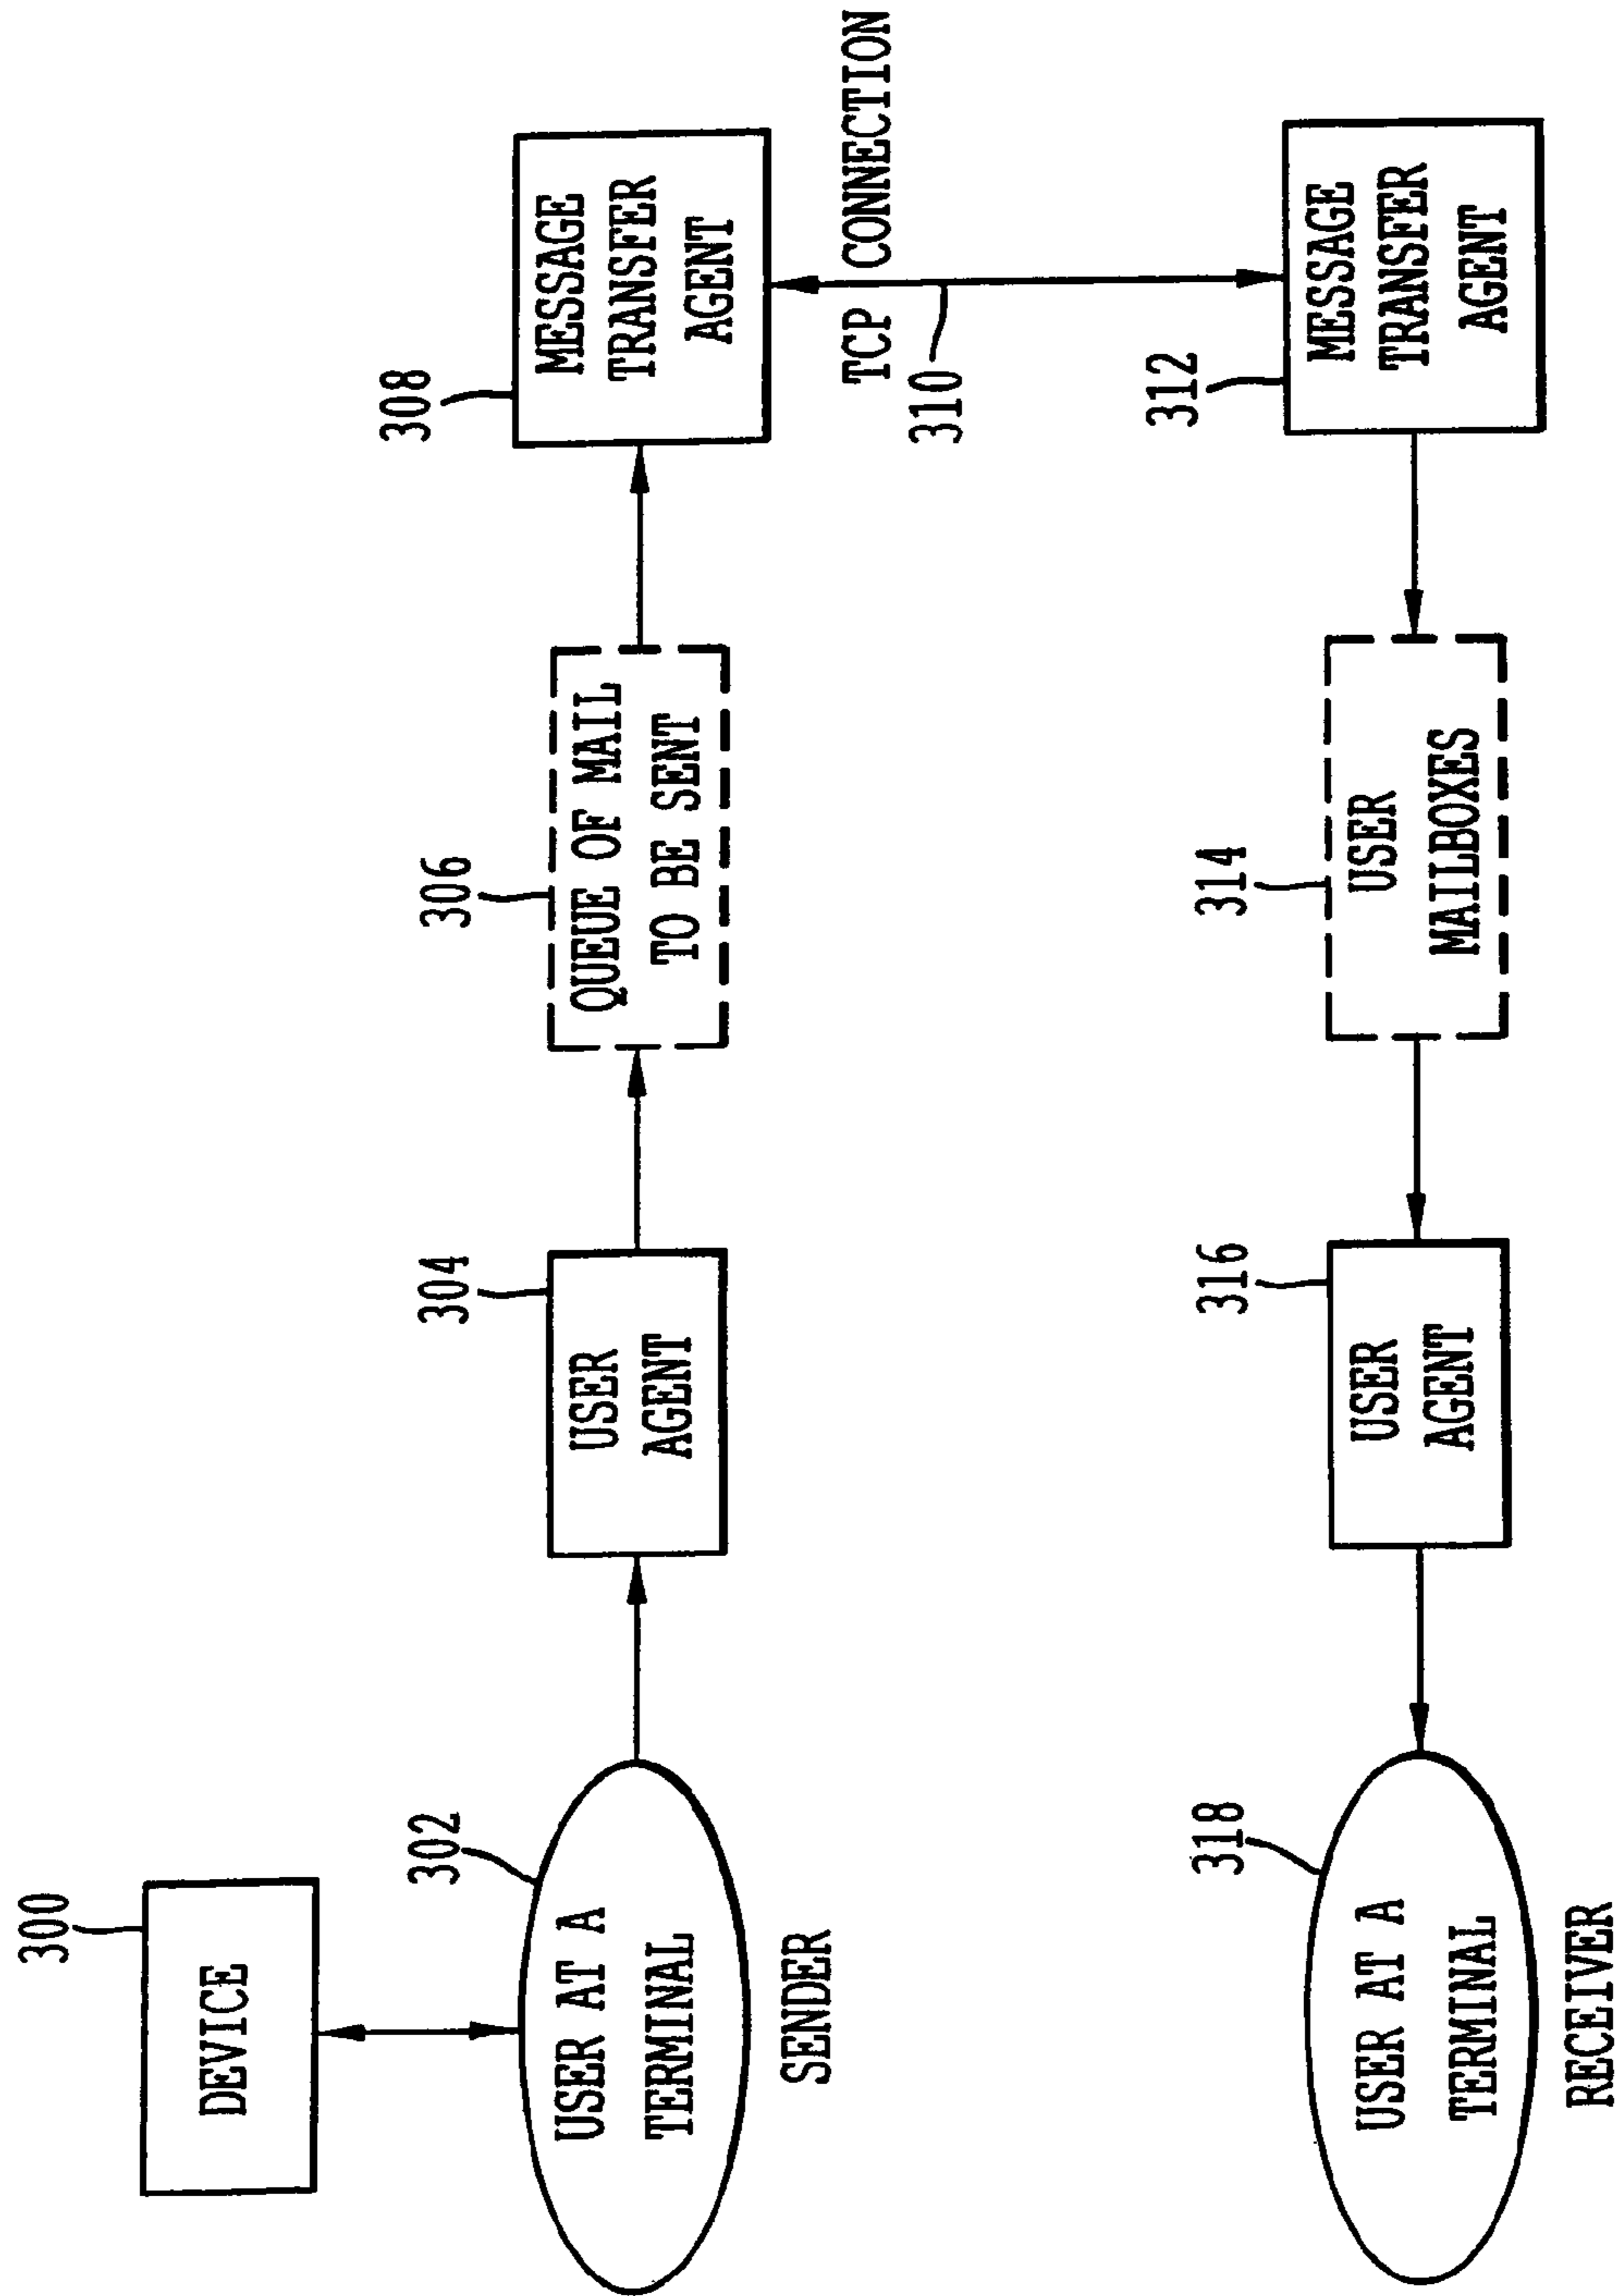 300
DEVICE
302
USER AT A
TERMINAL
SENDER
304
USER
AGENT
306
QUEUE OF MAIL
TO BE SENT
308
MESSAGE
TRANSFER
AGENT
TCP CONNECTION
310
312
MESSAGE
TRANSFER
AGENT
314
USER
MAILBOXES
316
USER
AGENT
318
USER AT A
TERMINAL
RECEIVER